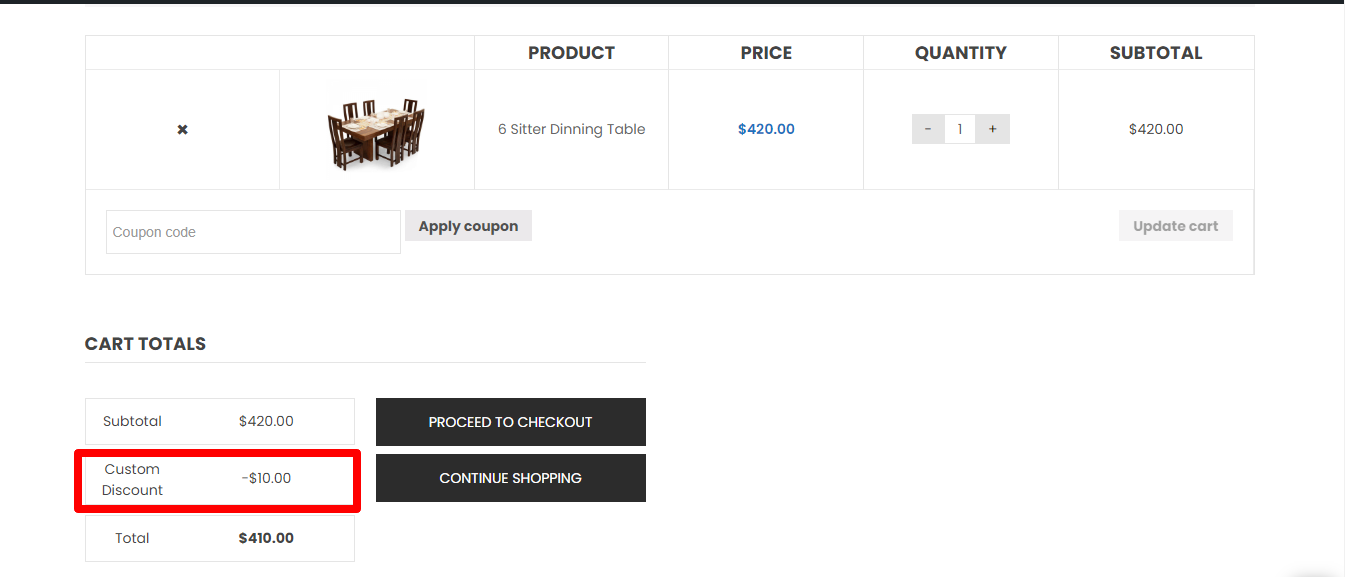 PRODUCT PRICE QUANTITY SUBTOTAL
✖ 6 Sitter Dinning Table $420.00 - 1 + $420.00
Coupon code Apply coupon Update cart
CART TOTALS
Subtotal $420.00 PROCEED TO CHECKOUT
Custom
Discount -$10.00 CONTINUE SHOPPING
Total $410.00